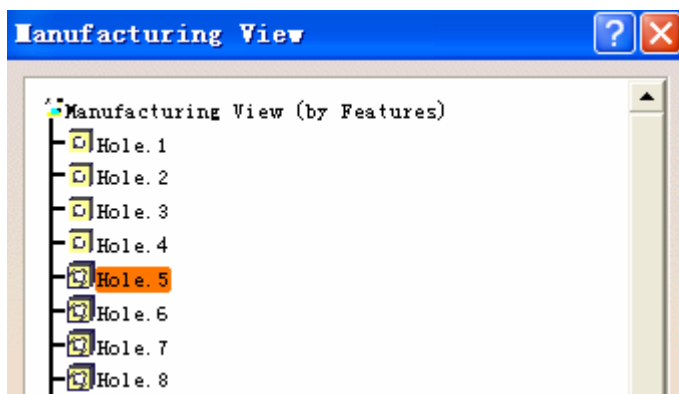 Manufacturing View
Manufacturing View (by Features)
Hole.1
Hole.2
Hole.3
Hole.4
Hole.5
Hole.6
Hole.7
Hole.8